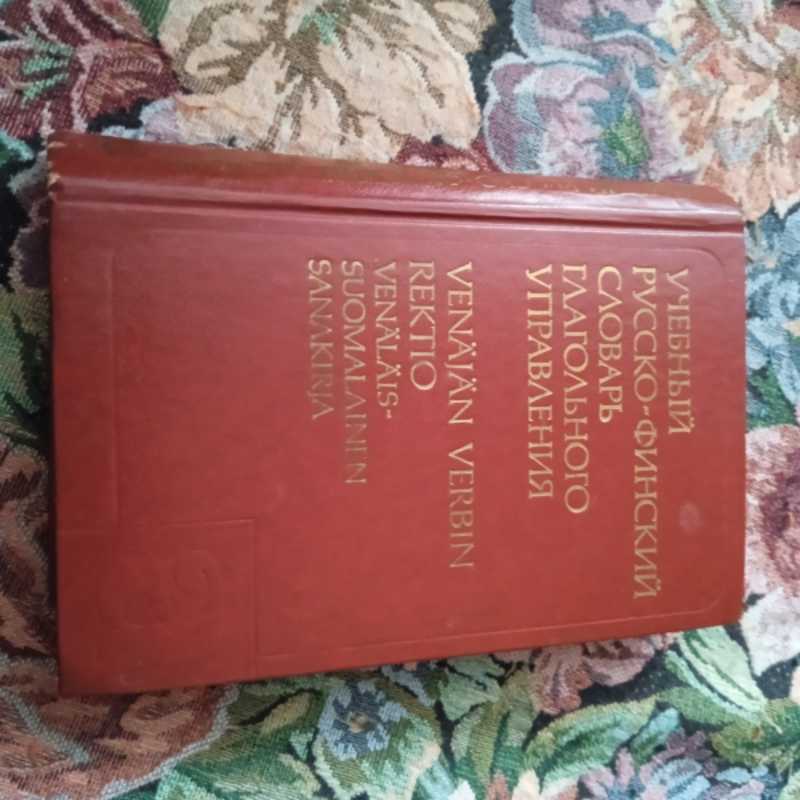 УЧЕБНЫЙ
РУССКО-ФИНСКИЙ
СЛОВАРЬ
ГЛАГОЛЬНОГО
УПРАВЛЕНИЯ
VENÄJÄN VERBIN
REKTIO
VENÄLÄIS-
SUOMALAINEN
SANAKIRJA